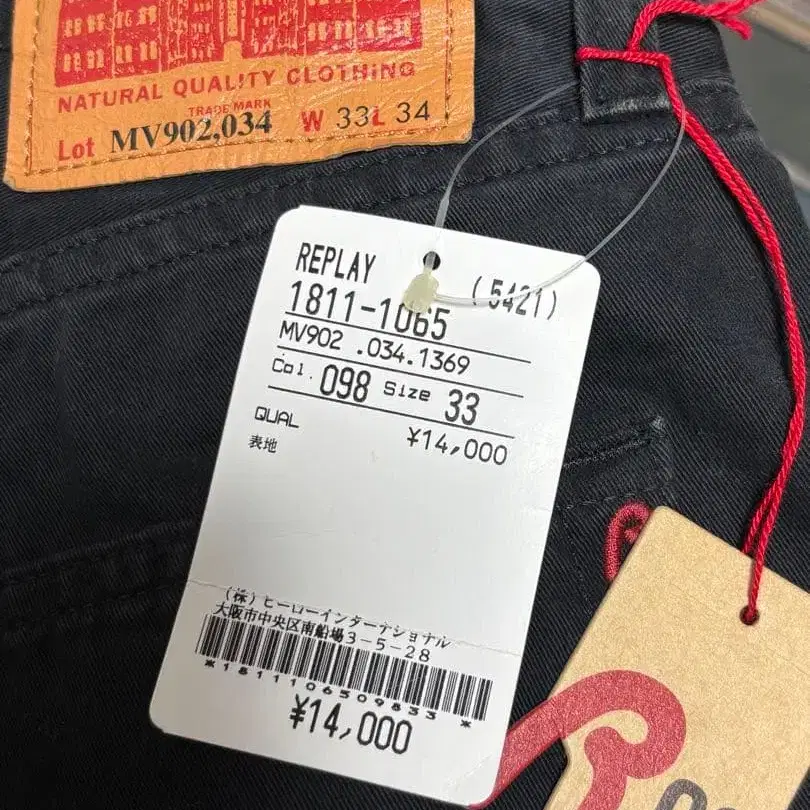 NATURAL QUALITY CLOTHING
TRADE MARK
Lot MV902,034 W 33 L 34
REPLAY (5421)
1811-1065
MV902 .034.1369
Col. 098 Size 33
QUAL ¥14,000
表地
(株)ヒーローインターナショナル
大阪市中央区南船場3-5-28
*1811106509833*
¥14,000